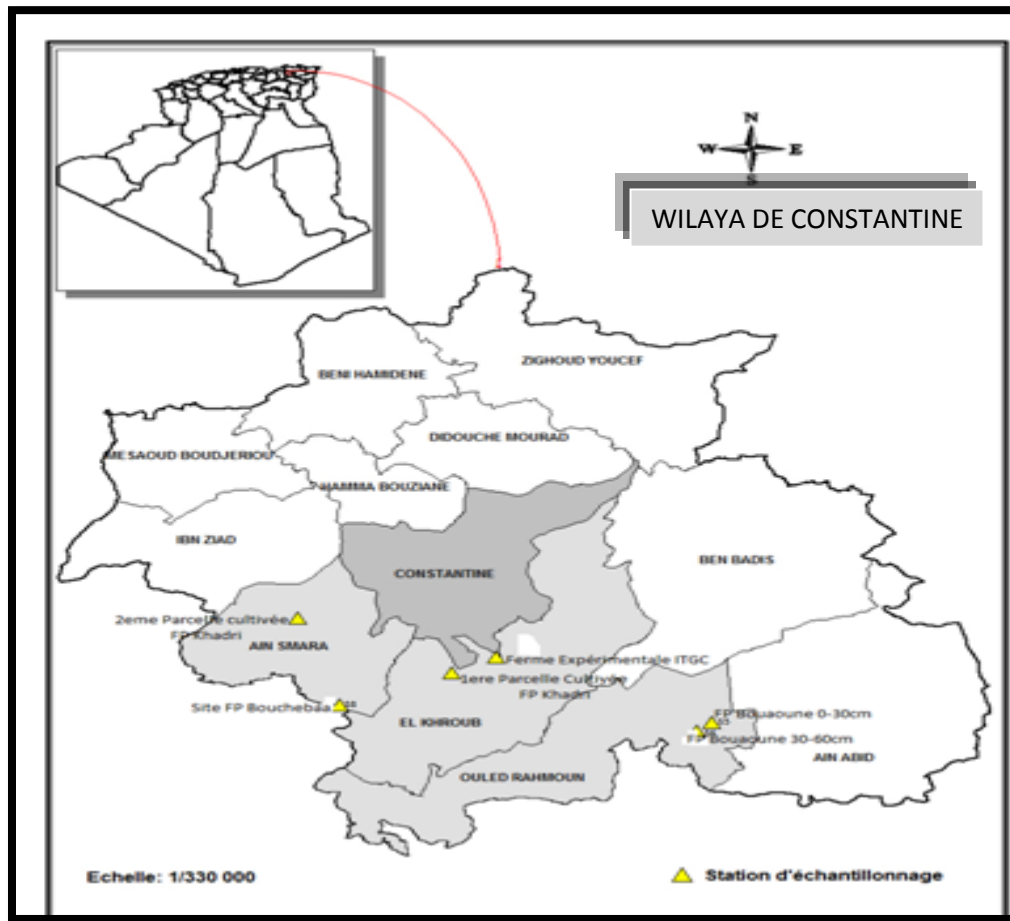 N
W E
S
WILAYA DE CONSTANTINE
ZIGHOUD YOUCEF
BENI HAMIDENE
DIDOUCHE MOURAD
MESAOUD BOUDJERIOU
HAMMA BOUZIANE
IBN ZIAD
BEN BADIS
CONSTANTINE
2eme Parcelle cultivée
FP Khadri
AIN SMARA
Ferme Expérimentale ITGC
1ere Parcellle Cultivée
FP Khadri
Site FP Bouchebaa
EL KHROUB
FP Bouaoune 0-30cm
FP Bouaoune 30-60cm
AIN ABID
OULED RAHMOUN
Echelle: 1/330 000
Station d'échantillonnage